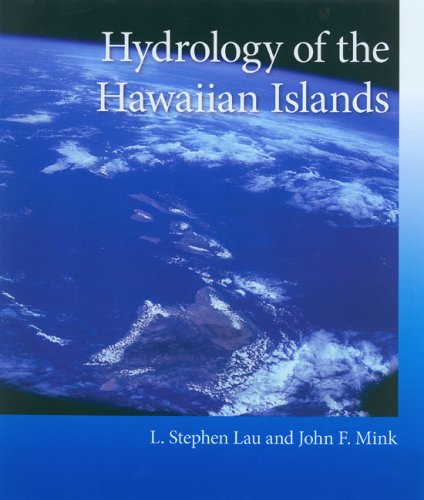 Hydrology of the
Hawaiian Islands
L. Stephen Lau and John F. Mink